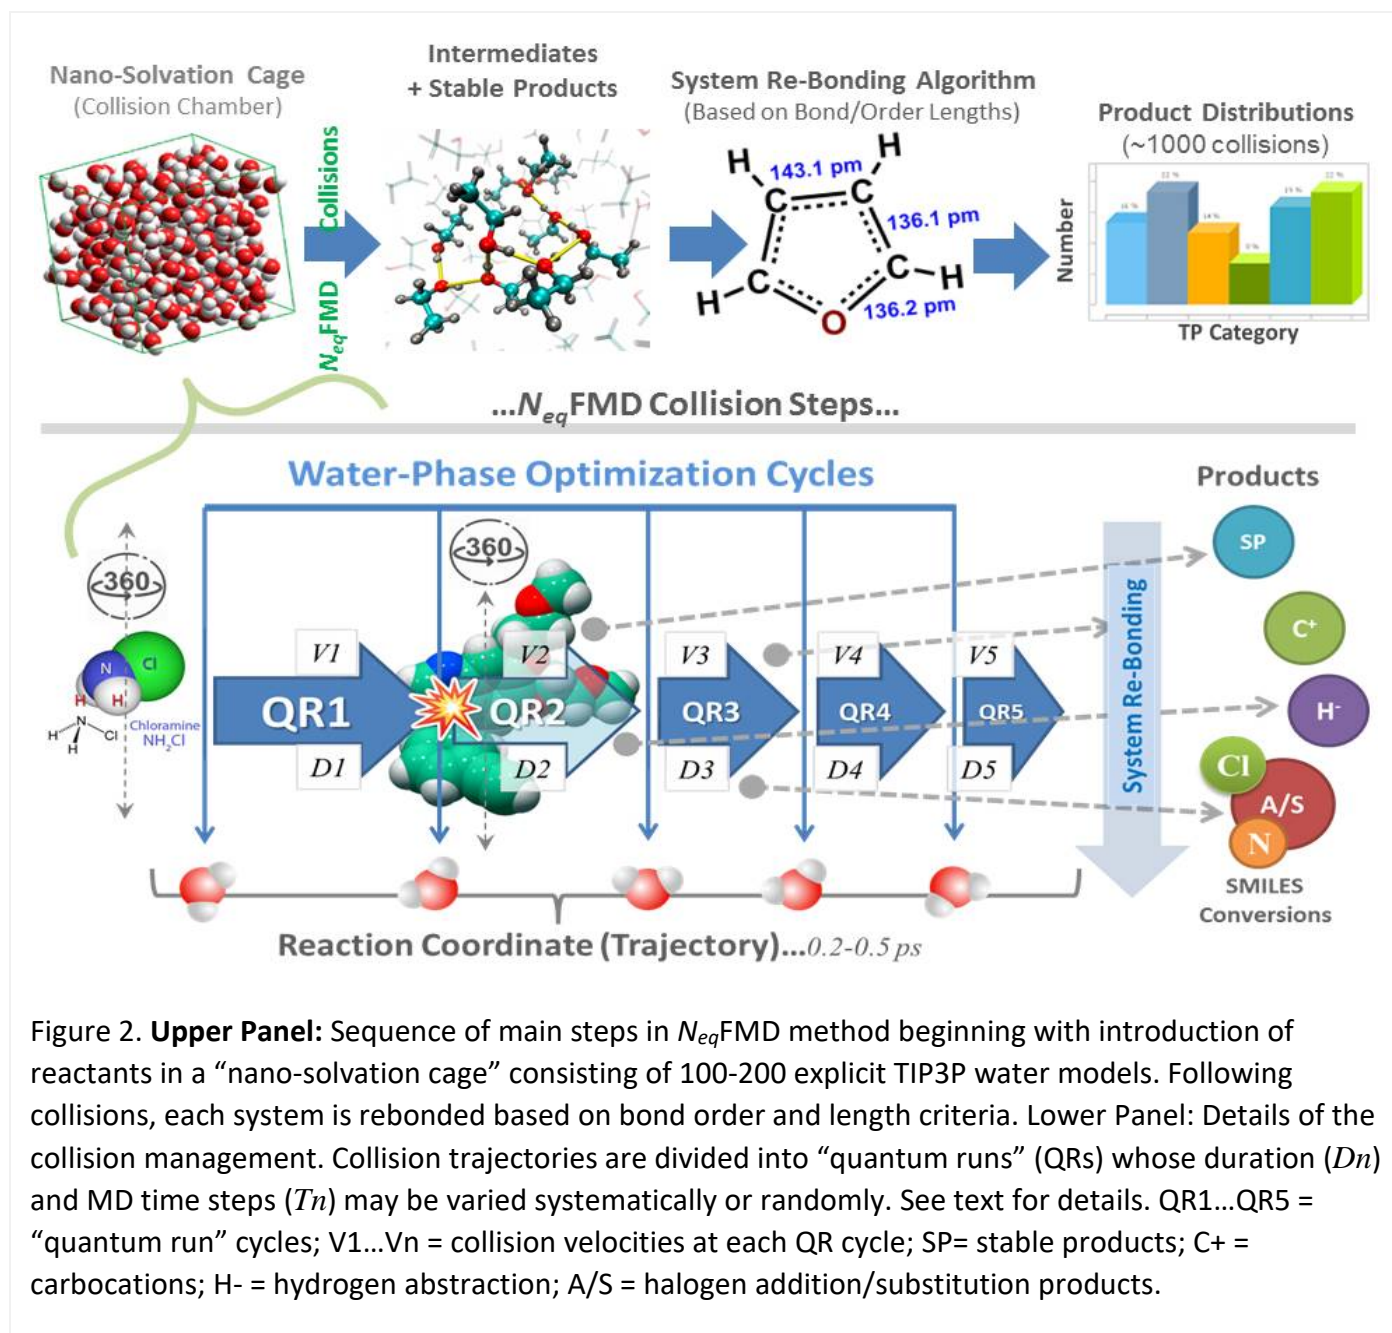 Nano-Solvation Cage
(Collision Chamber)
NeqFMD Collisions
Intermediates
+ Stable Products
System Re-Bonding Algorithm
(Based on Bond/Order Lengths)
H
H
143.1 pm
C
C
136.1 pm
C
C
H
H
136.2 pm
O
Product Distributions
(~1000 collisions)
Number
16 %
22 %
14 %
19 %
22 %
TP Category
...NeqFMD Collision Steps...
Water-Phase Optimization Cycles
Products
360
360
N
Cl
H
H
N
H
Cl
H
Chloramine
NH2Cl
V1
V2
V3
V4
V5
QR1
QR2
QR3
QR4
QR5
D1
D2
D3
D4
D5
System Re-Bonding
SP
C+
H-
Cl
A/S
N
SMILES
Conversions
Reaction Coordinate (Trajectory)...0.2-0.5 ps
Figure 2. Upper Panel: Sequence of main steps in NeqFMD method beginning with introduction of
reactants in a “nano-solvation cage” consisting of 100-200 explicit TIP3P water models. Following
collisions, each system is rebonded based on bond order and length criteria. Lower Panel: Details of the
collision management. Collision trajectories are divided into “quantum runs” (QRs) whose duration (Dn)
and MD time steps (Tn) may be varied systematically or randomly. See text for details. QR1...QR5 =
“quantum run” cycles; V1...Vn = collision velocities at each QR cycle; SP= stable products; C+ =
carbocations; H- = hydrogen abstraction; A/S = halogen addition/substitution products.